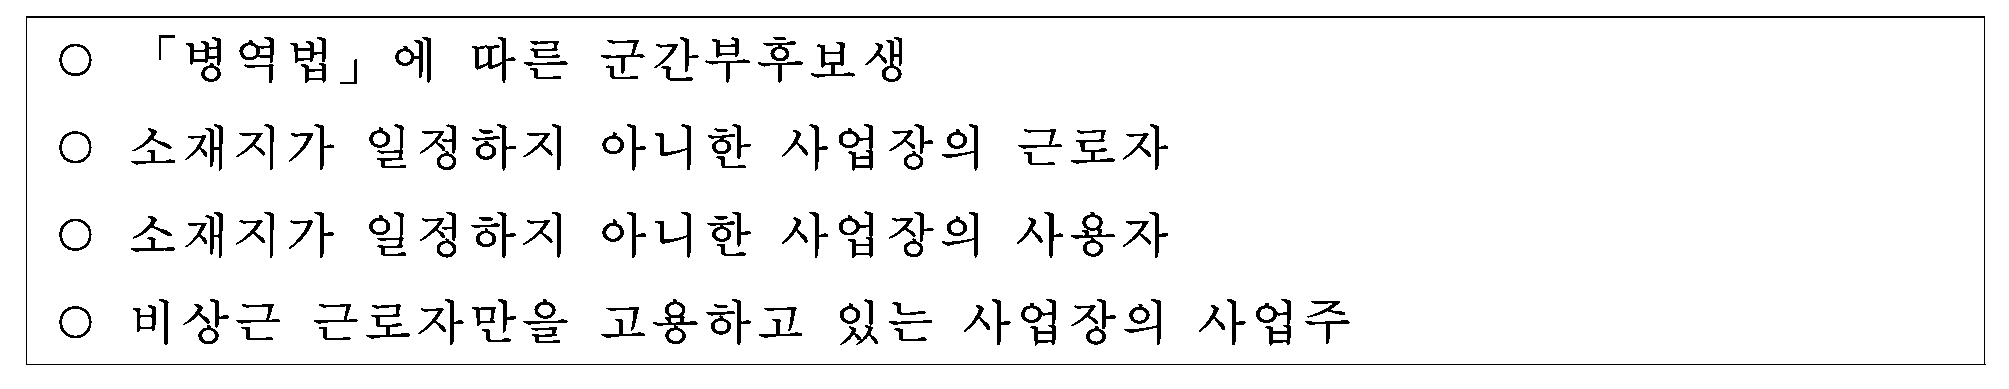 ○ 「병역법」에 따른 군간부후보생
○ 소재지가 일정하지 아니한 사업장의 근로자
○ 소재지가 일정하지 아니한 사업장의 사용자
○ 비상근 근로자만을 고용하고 있는 사업장의 사업주